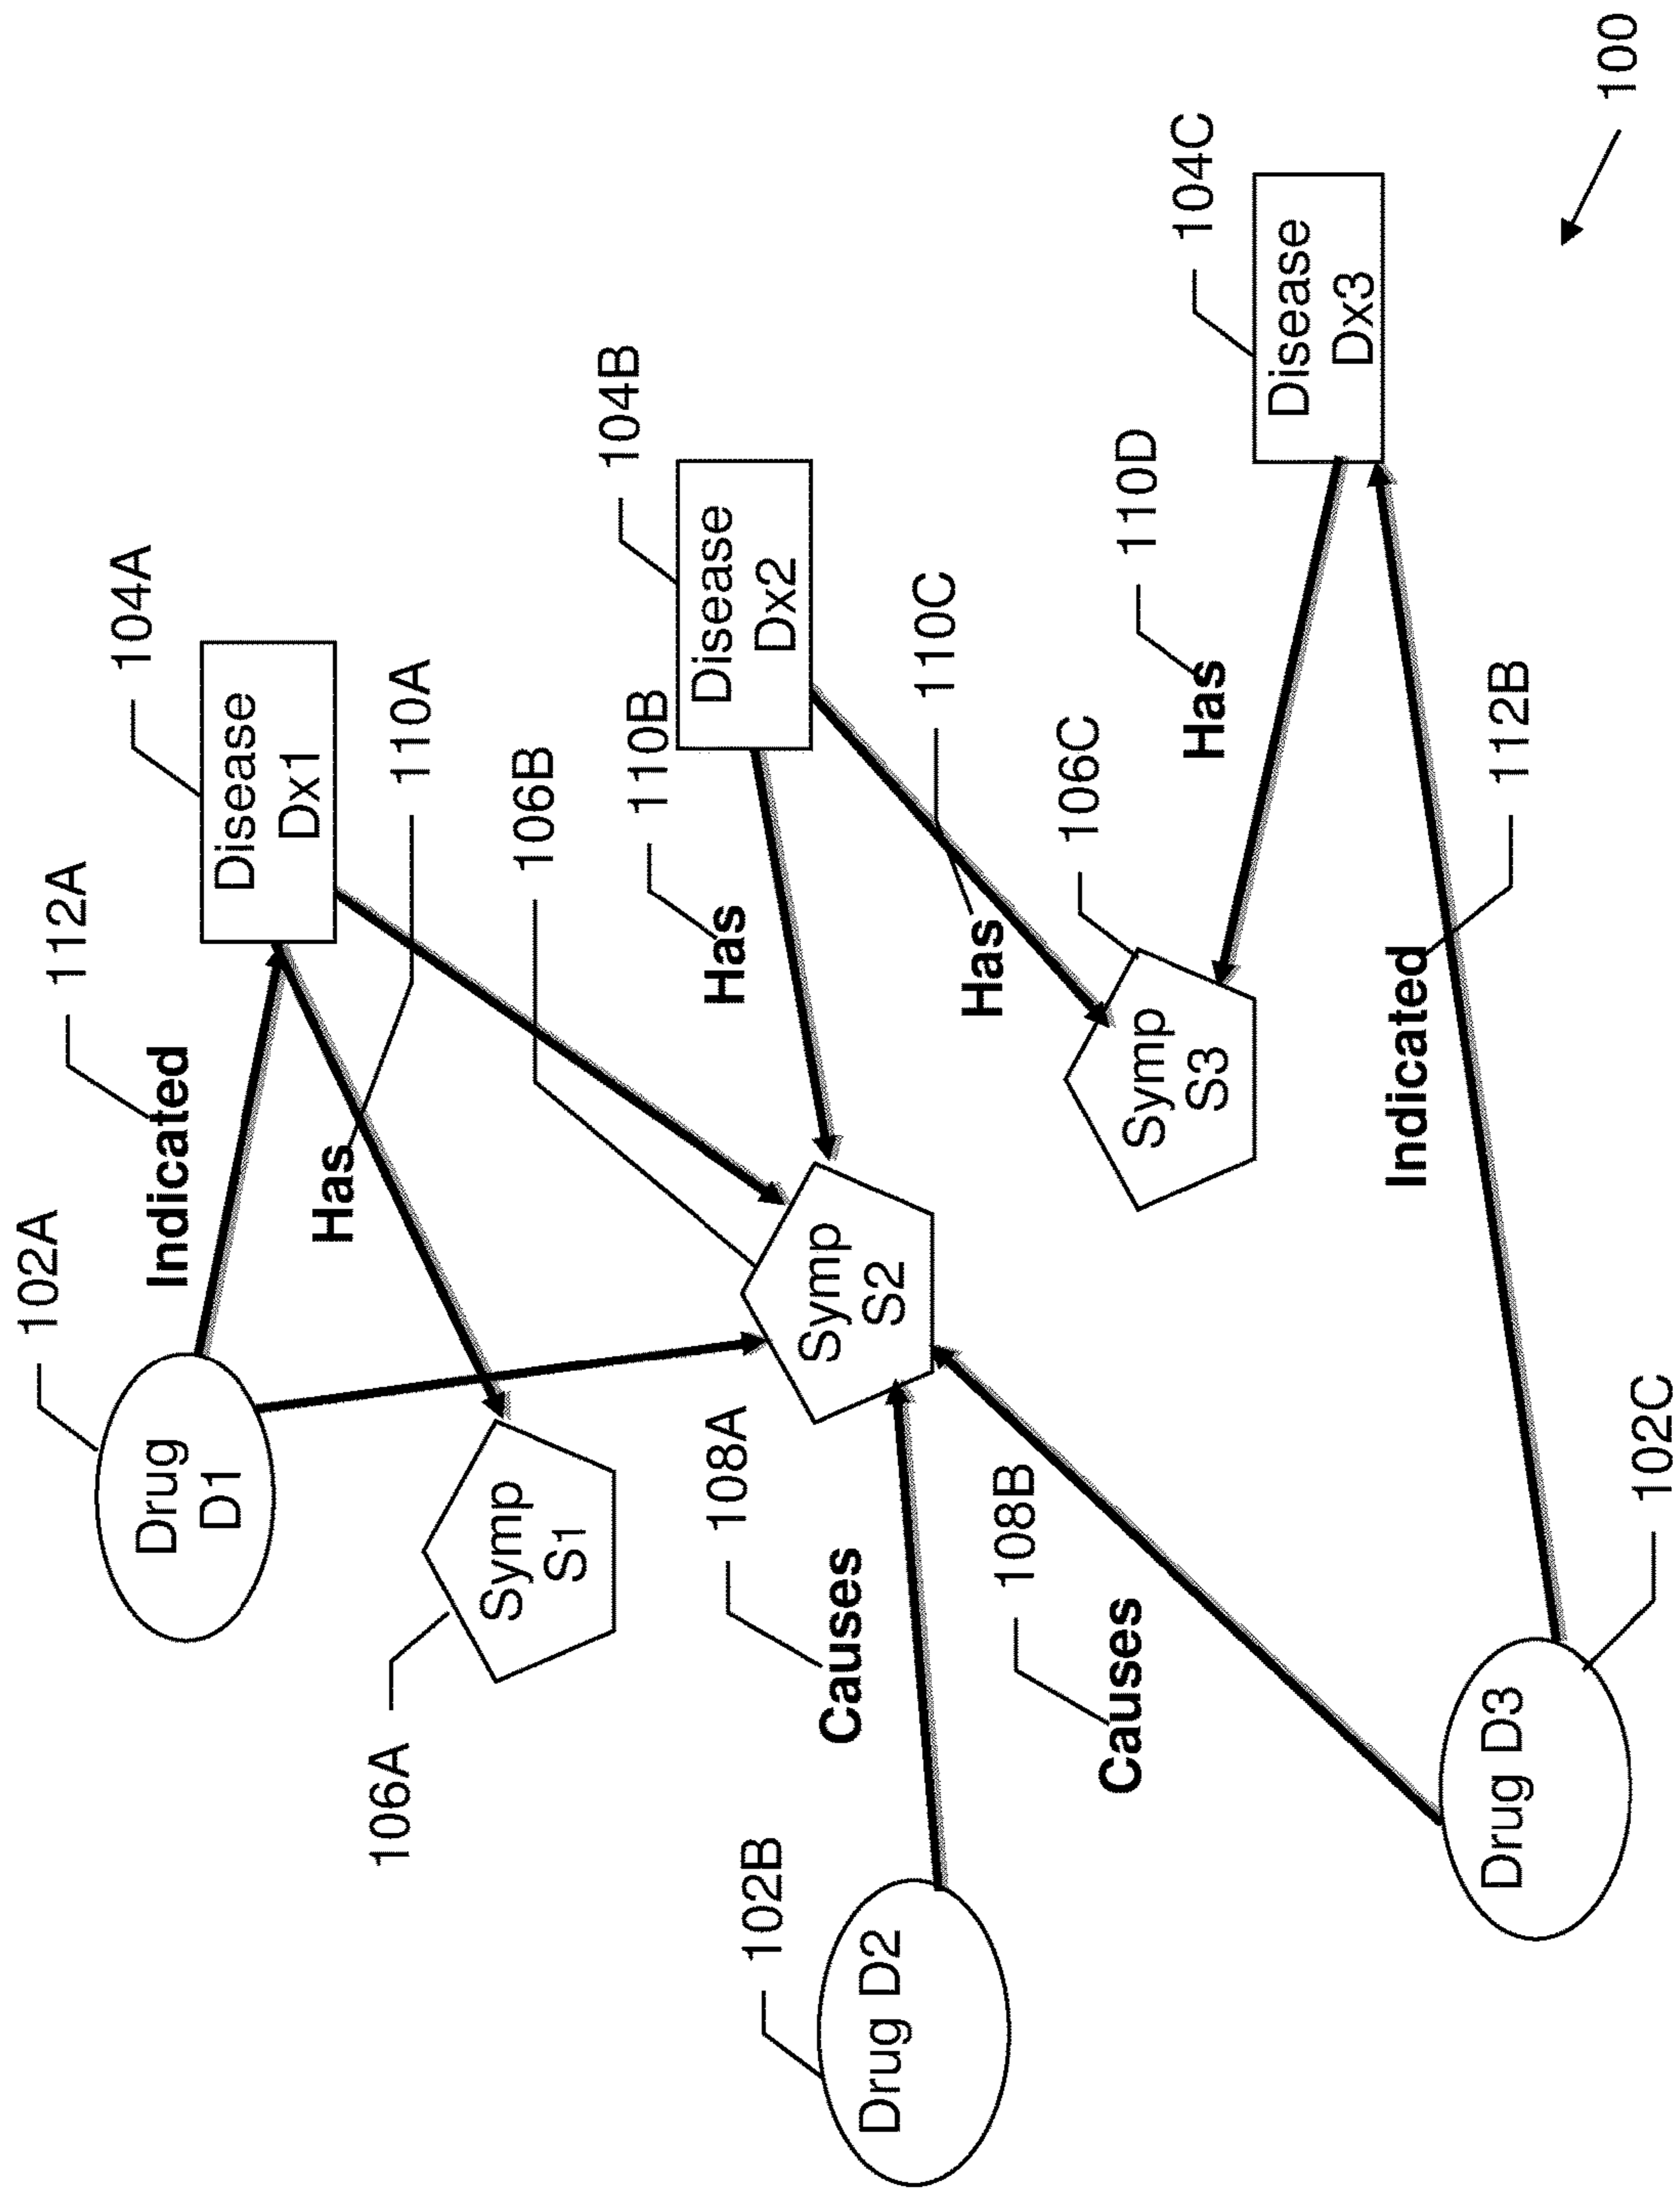 102A
Drug
D1
Indicated
112A
104A
Disease
Dx1
Has
110A
106A
Symp
S1
106B
104B
Disease
Dx2
110B
Has
108A
Causes
Symp
S2
102B
Drug D2
110C
Has
106C
Symp
S3
110D
Has
104C
Disease
Dx3
108B
Causes
Indicated
112B
Drug D3
102C
100